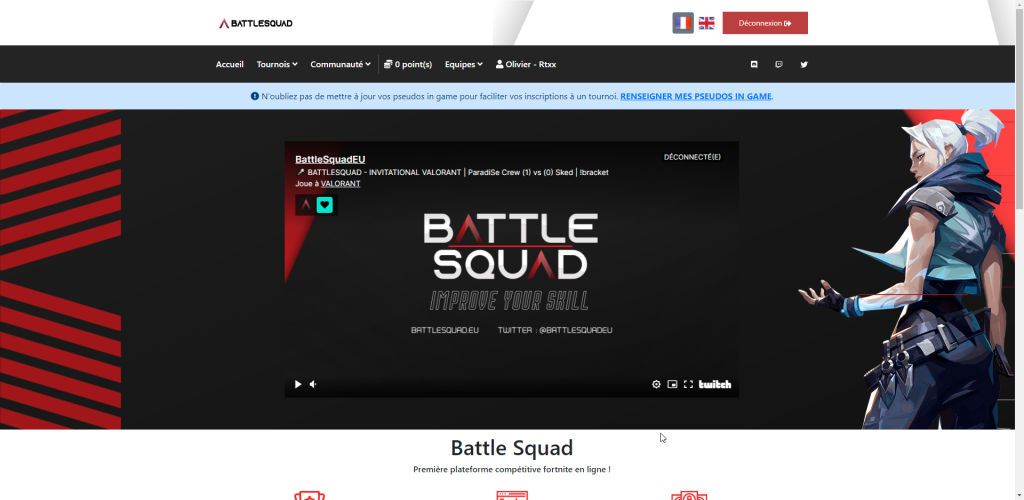 BATTLESQUAD
Déconnexion
Accueil Tournois Communauté 0 point(s) Equipes Olivier - Rtxx
N'oubliez pas de mettre à jour vos pseudos in game pour faciliter vos inscriptions à un tournoi. RENSEIGNER MES PSEUDOS IN GAME.
BattleSquadEU
DÉCONNECTÉ(E)
BATTLESQUAD - INVITATIONAL VALORANT | ParadiSe Crew (1) vs (0) Sked | !bracket
Joue à VALORANT
BATTLE
SQUAD
IMPROVE YOUR SKILL
BATTLESQUAD.EU TWITTER : @BATTLESQUADEU
twitch
Battle Squad
Première plateforme compétitive fortnite en ligne !